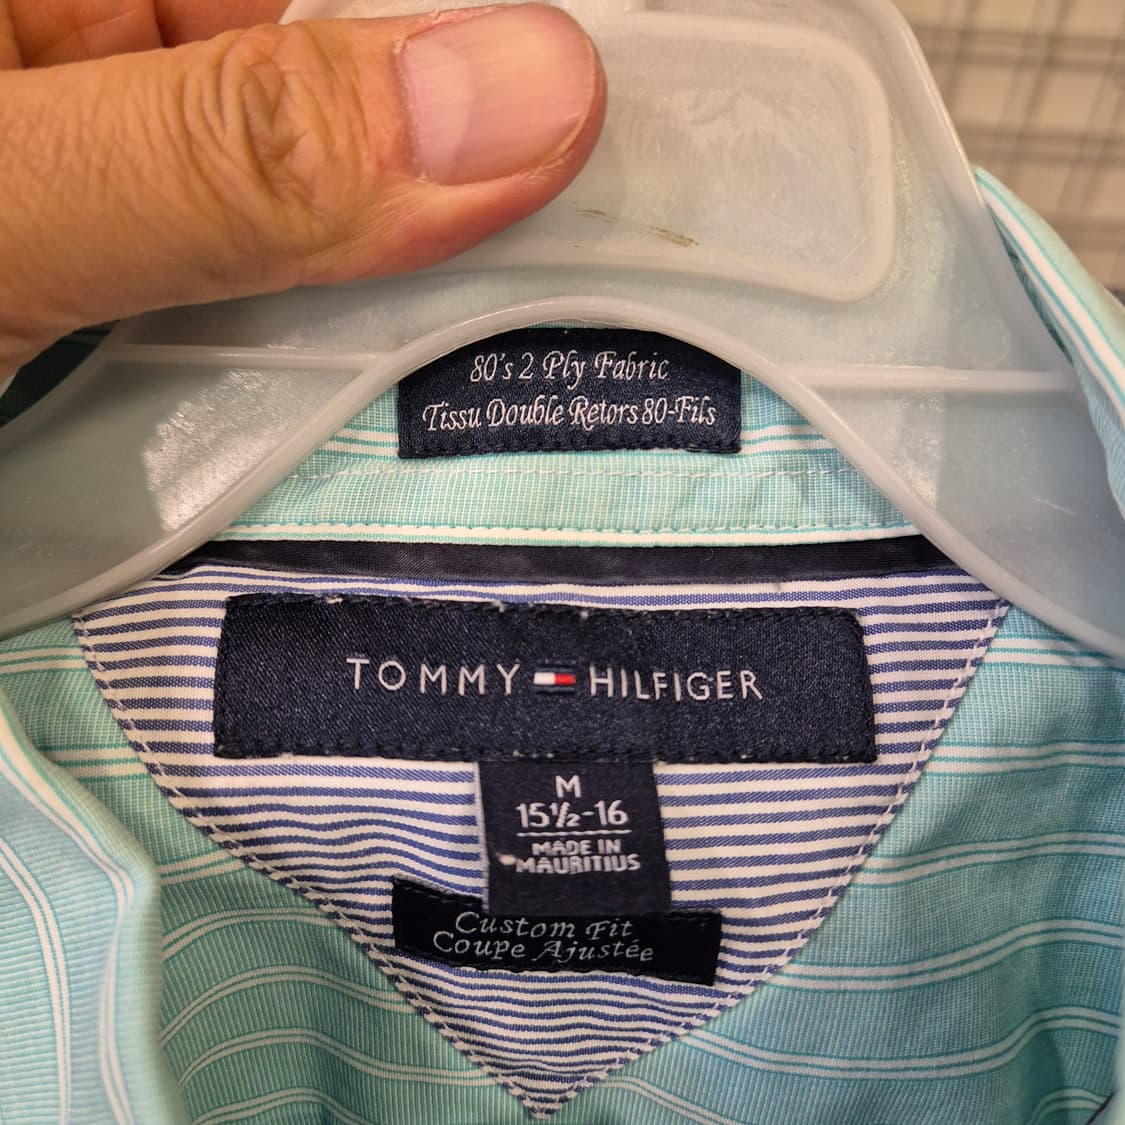 80's 2 Ply Fabric
Tissu Double Retors 80-Fils
TOMMY HILFIGER
M
15½-16
MADE IN
MAURITIUS
Custom Fit
Coupe Ajustée